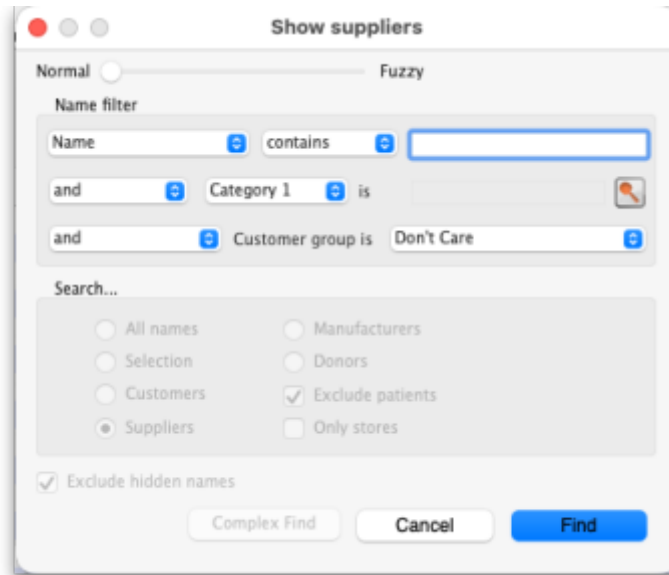 Show suppliers
Normal Fuzzy
Name filter
Name contains
and Category 1 is
and Customer group is Don't Care
Search...
All names Manufacturers
Selection Donors
Customers Exclude patients
Suppliers Only stores
Exclude hidden names
Complex Find Cancel Find